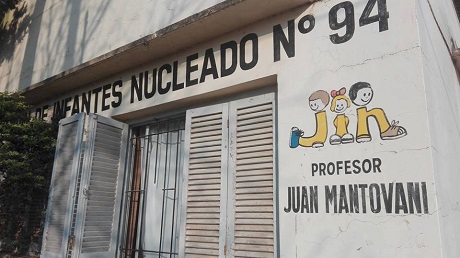 DE INFANTES NUCLEADO Nº 94
JIN
PROFESOR
JUAN MANTOVANI